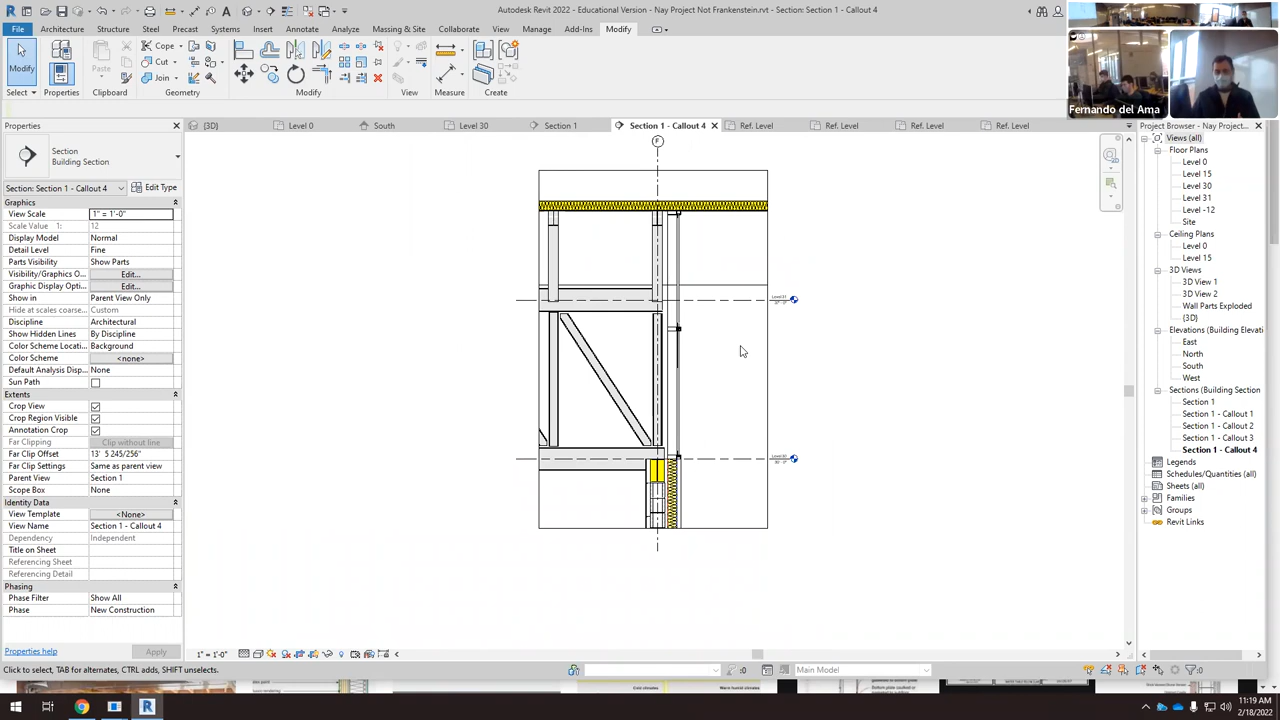 Autodesk Revit 2022 - Educational Version - Nay Project Not Frankenstein.rvt - Section: Section 1 - Callout 4
File Architecture Structure Steel Precast Systems Insert Annotate Analyze Massing & Site Collaborate View Manage Add-Ins Modify
Modify Paste Cope Cut Join
Select Properties Clipboard Geometry Modify View Measure Create
Fernando del Ama
Properties
{3D} Level 0 South Level 30 Section 1 Section 1 - Callout 4 Ref. Level Ref. Level Ref. Level Ref. Level
Project Browser - Nay Project...
Section
Building Section
Section: Section 1 - Callout 4 Edit Type
Graphics
View Scale 1" = 1'-0"
Scale Value 1: 12
Display Model Normal
Detail Level Fine
Parts Visibility Show Parts
Visibility/Graphics O... Edit...
Graphic Display Opti... Edit...
Show in Parent View Only
Hide at scales coarse... Custom
Discipline Architectural
Show Hidden Lines By Discipline
Color Scheme Locati... Background
Color Scheme <none>
Default Analysis Disp... None
Sun Path
Extents
Crop View
Crop Region Visible
Annotation Crop
Far Clipping Clip without line
Far Clip Offset 13' 5 245/256"
Far Clip Settings Same as parent view
Parent View Section 1
Scope Box None
Identity Data
View Template <None>
View Name Section 1 - Callout 4
Dependency Independent
Title on Sheet
Referencing Sheet
Referencing Detail
Phasing
Phase Filter Show All
Phase New Construction
Properties help Apply
F
Level 31
Level 30
Views (all)
Floor Plans
Level 0
Level 15
Level 30
Level 31
Level -12
Site
Ceiling Plans
Level 0
Level 15
3D Views
3D View 1
3D View 2
Wall Parts Exploded
{3D}
Elevations (Building Elevati
East
North
South
West
Sections (Building Section
Section 1
Section 1 - Callout 1
Section 1 - Callout 2
Section 1 - Callout 3
Section 1 - Callout 4
Legends
Schedules/Quantities (all)
Sheets (all)
Families
Groups
Revit Links
1" = 1'-0"
Click to select, TAB for alternates, CTRL adds, SHIFT unselects.
:0 Main Model :0
11:19 AM
2/18/2022